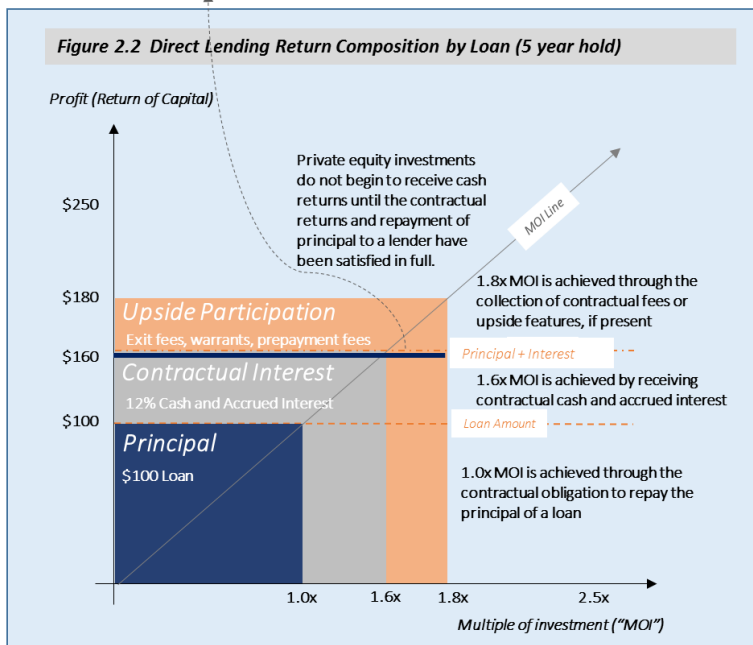 Figure 2.2 Direct Lending Return Composition by Loan (5 year hold)
Profit (Return of Capital)
Private equity investments
do not begin to receive cash
returns until the contractual
returns and repayment of
principal to a lender have
been satisfied in full.
MOI Line
$250
1.8x MOI is achieved through the
collection of contractual fees or
upside features, if present
$180
Upside Participation
Exit fees, warrants, prepayment fees
$160
Principal + Interest
Contractual Interest
12% Cash and Accrued Interest
1.6x MOI is achieved by receiving
contractual cash and accrued interest
$100
Loan Amount
Principal
$100 Loan
1.0x MOI is achieved through the
contractual obligation to repay the
principal of a loan
1.0x
1.6x
1.8x
2.5x
Multiple of investment ("MOI")